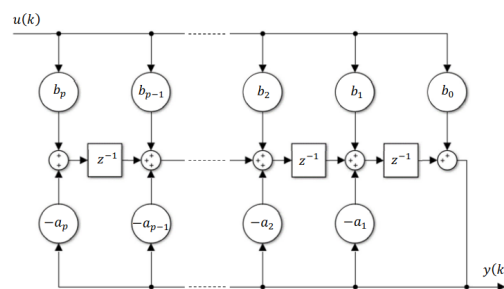 u(k)
b_p b_{p-1} b_2 b_1 b_0
+ + z^{-1} + + + + z^{-1} + + z^{-1} +
-a_p -a_{p-1} -a_2 -a_1
y(k